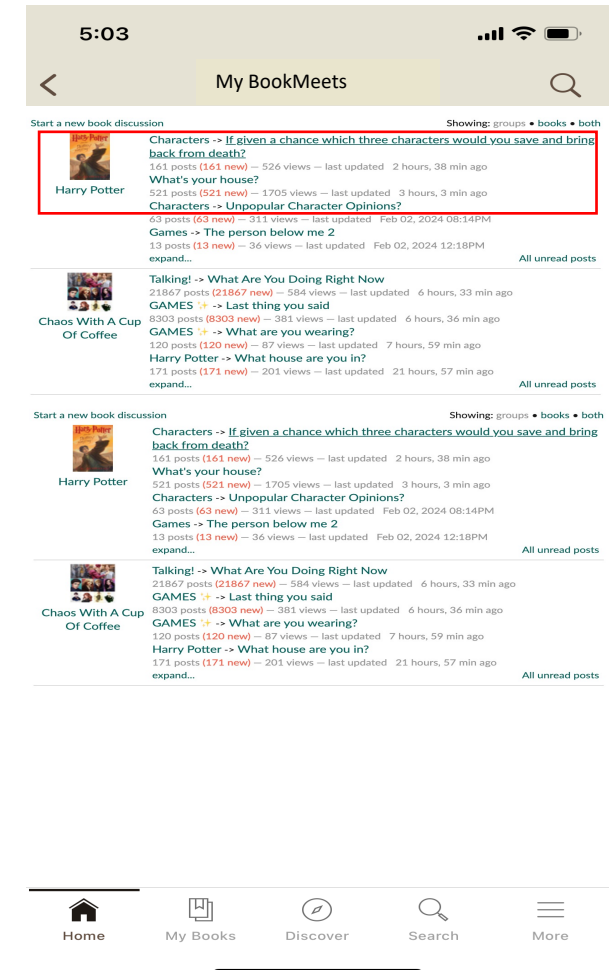 5:03
My BookMeets
Start a new book discussion
Showing: groups • books • both
Harry Potter
Harry Potter
Characters -> If given a chance which three characters would you save and bring
back from death?
161 posts (161 new) — 526 views — last updated 2 hours, 38 min ago
What's your house?
521 posts (521 new) — 1705 views — last updated 3 hours, 3 min ago
Characters -> Unpopular Character Opinions?
63 posts (63 new) — 311 views — last updated Feb 02, 2024 08:14PM
Games -> The person below me 2
13 posts (13 new) — 36 views — last updated Feb 02, 2024 12:18PM
expand...
All unread posts
Chaos With A Cup
Of Coffee
Talking! -> What Are You Doing Right Now
21867 posts (21867 new) — 584 views — last updated 6 hours, 33 min ago
GAMES ✨ -> Last thing you said
8303 posts (8303 new) — 381 views — last updated 6 hours, 36 min ago
GAMES ✨ -> What are you wearing?
120 posts (120 new) — 87 views — last updated 7 hours, 59 min ago
Harry Potter -> What house are you in?
171 posts (171 new) — 201 views — last updated 21 hours, 57 min ago
expand...
All unread posts
Start a new book discussion
Showing: groups • books • both
Harry Potter
Harry Potter
Characters -> If given a chance which three characters would you save and bring
back from death?
161 posts (161 new) — 526 views — last updated 2 hours, 38 min ago
What's your house?
521 posts (521 new) — 1705 views — last updated 3 hours, 3 min ago
Characters -> Unpopular Character Opinions?
63 posts (63 new) — 311 views — last updated Feb 02, 2024 08:14PM
Games -> The person below me 2
13 posts (13 new) — 36 views — last updated Feb 02, 2024 12:18PM
expand...
All unread posts
Chaos With A Cup
Of Coffee
Talking! -> What Are You Doing Right Now
21867 posts (21867 new) — 584 views — last updated 6 hours, 33 min ago
GAMES ✨ -> Last thing you said
8303 posts (8303 new) — 381 views — last updated 6 hours, 36 min ago
GAMES ✨ -> What are you wearing?
120 posts (120 new) — 87 views — last updated 7 hours, 59 min ago
Harry Potter -> What house are you in?
171 posts (171 new) — 201 views — last updated 21 hours, 57 min ago
expand...
All unread posts
Home
My Books
Discover
Search
More